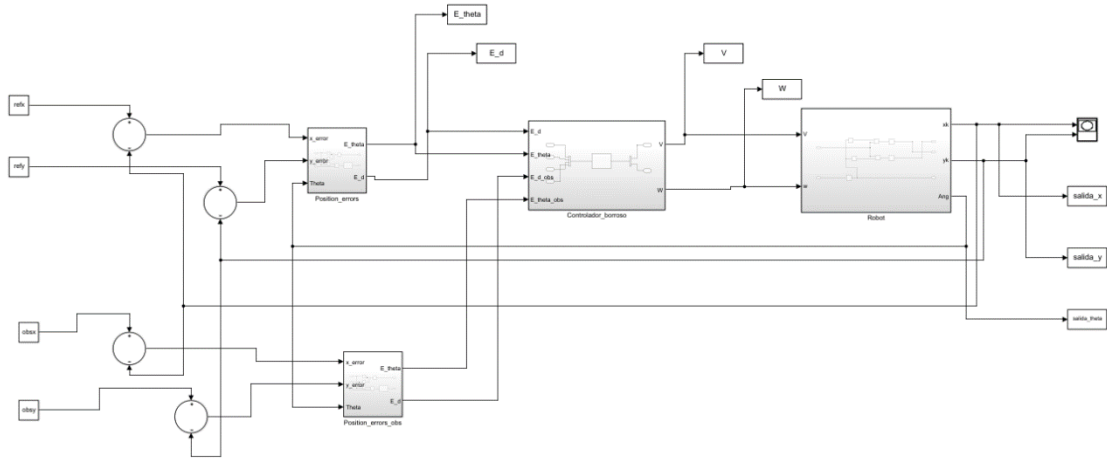 E_theta
E_d
V
W
refx
refy
+
-
+
-
x_error
y_error
Theta
E_theta
E_d
Position_errors
E_d
E_theta
E_d_obs
E_theta_obs
V
W
Controlador_borroso
V
w
xk
yk
Ang
Robot
salida_x
salida_y
salida_theta
obsx
obsy
+
-
+
-
x_error
y_error
Theta
E_theta
E_d
Position_errors_obs